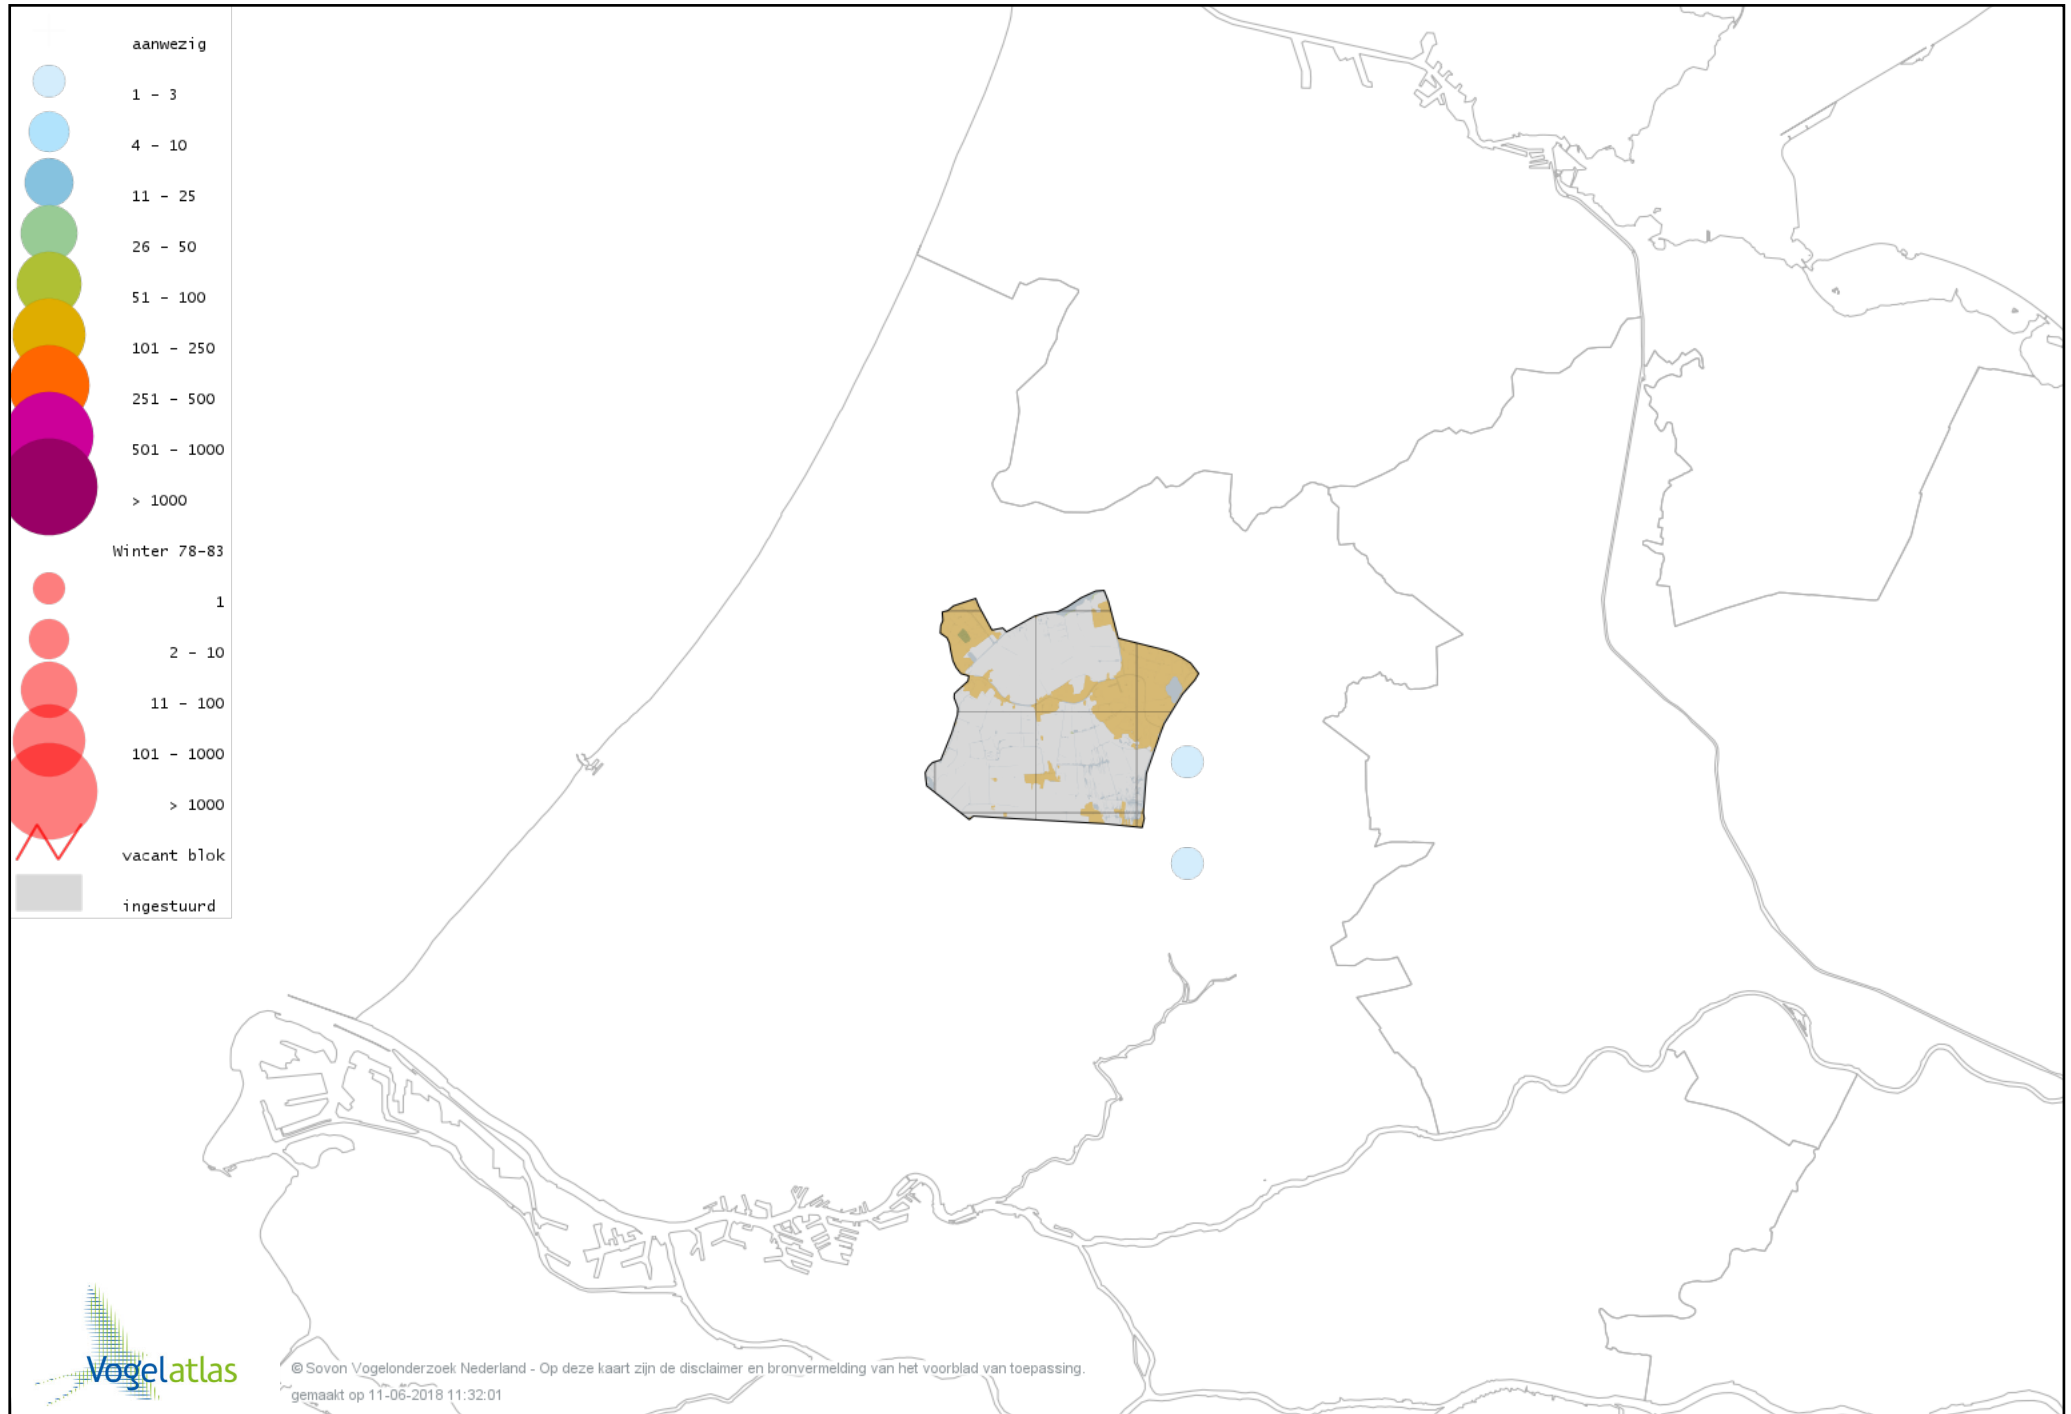 aanwezig
1 - 3
4 - 10
11 - 25
26 - 50
51 - 100
101 - 250
251 - 500
501 - 1000
> 1000
Winter 78-83
1
2 - 10
11 - 100
101 - 1000
> 1000
vacant blok
ingestuurd
Vogelatlas
© Sovon Vogelonderzoek Nederland - Op deze kaart zijn de disclaimer en bronvermelding van het voorblad van toepassing.
gemaakt op 11-06-2018 11:32:01